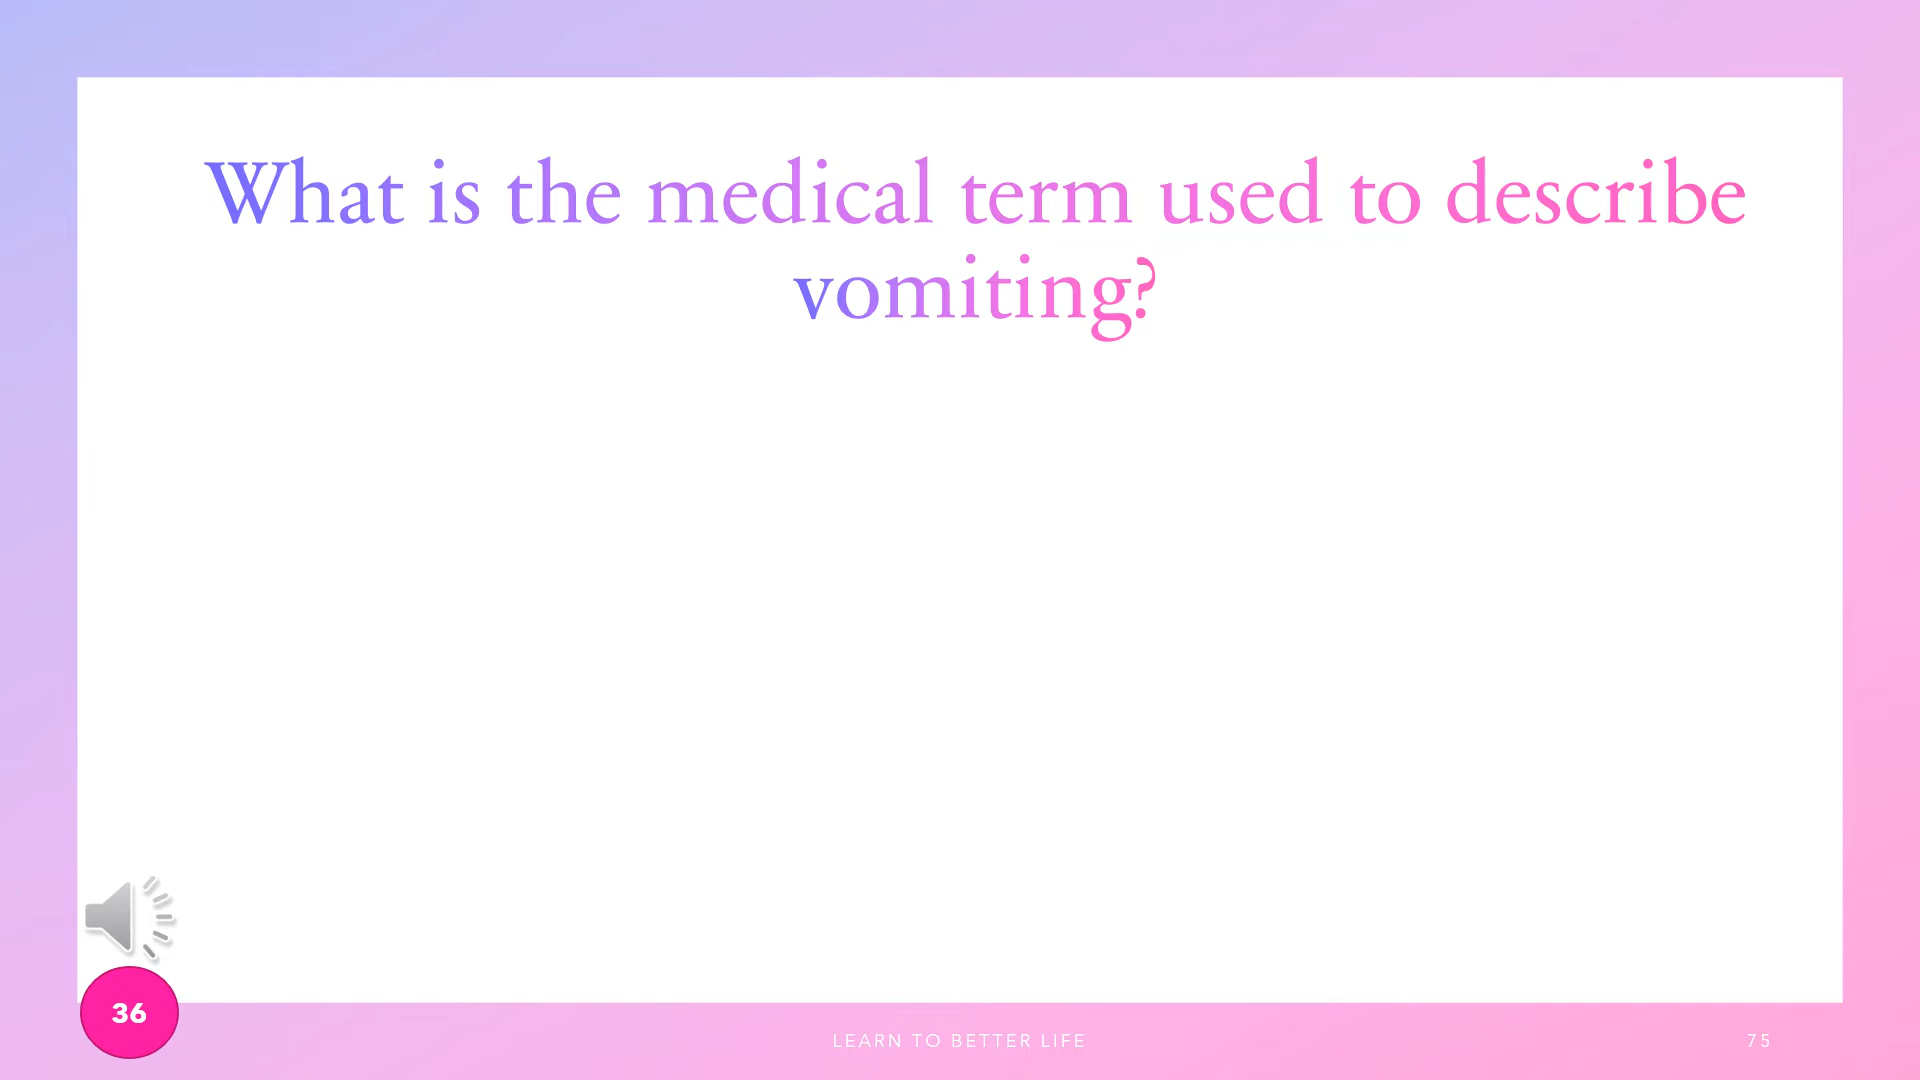 What is the medical term used to describe
vomiting?
36
LEARN TO BETTER LIFE
75